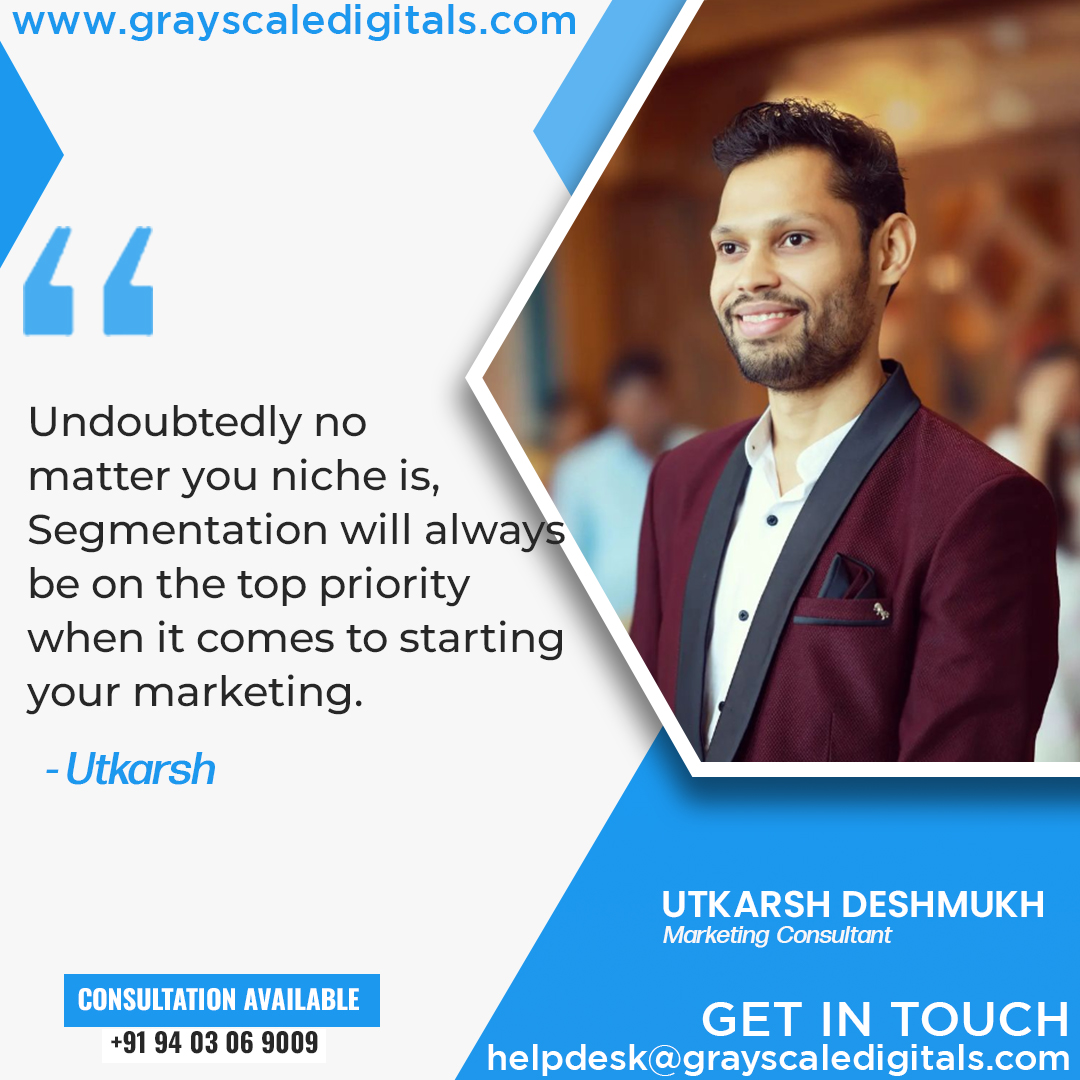 www.grayscaledigitals.com
Undoubtedly no
matter you niche is,
Segmentation will always
be on the top priority
when it comes to starting
your marketing.
- Utkarsh
UTKARSH DESHMUKH
Marketing Consultant
CONSULTATION AVAILABLE
+91 94 03 06 9009
GET IN TOUCH
helpdesk@grayscaledigitals.com